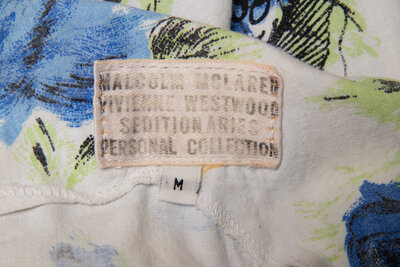 MALCOLM MCLAREN
VIVIENNE WESTWOOD
SEDITIONARIES
PERSONAL COLLECTION
M